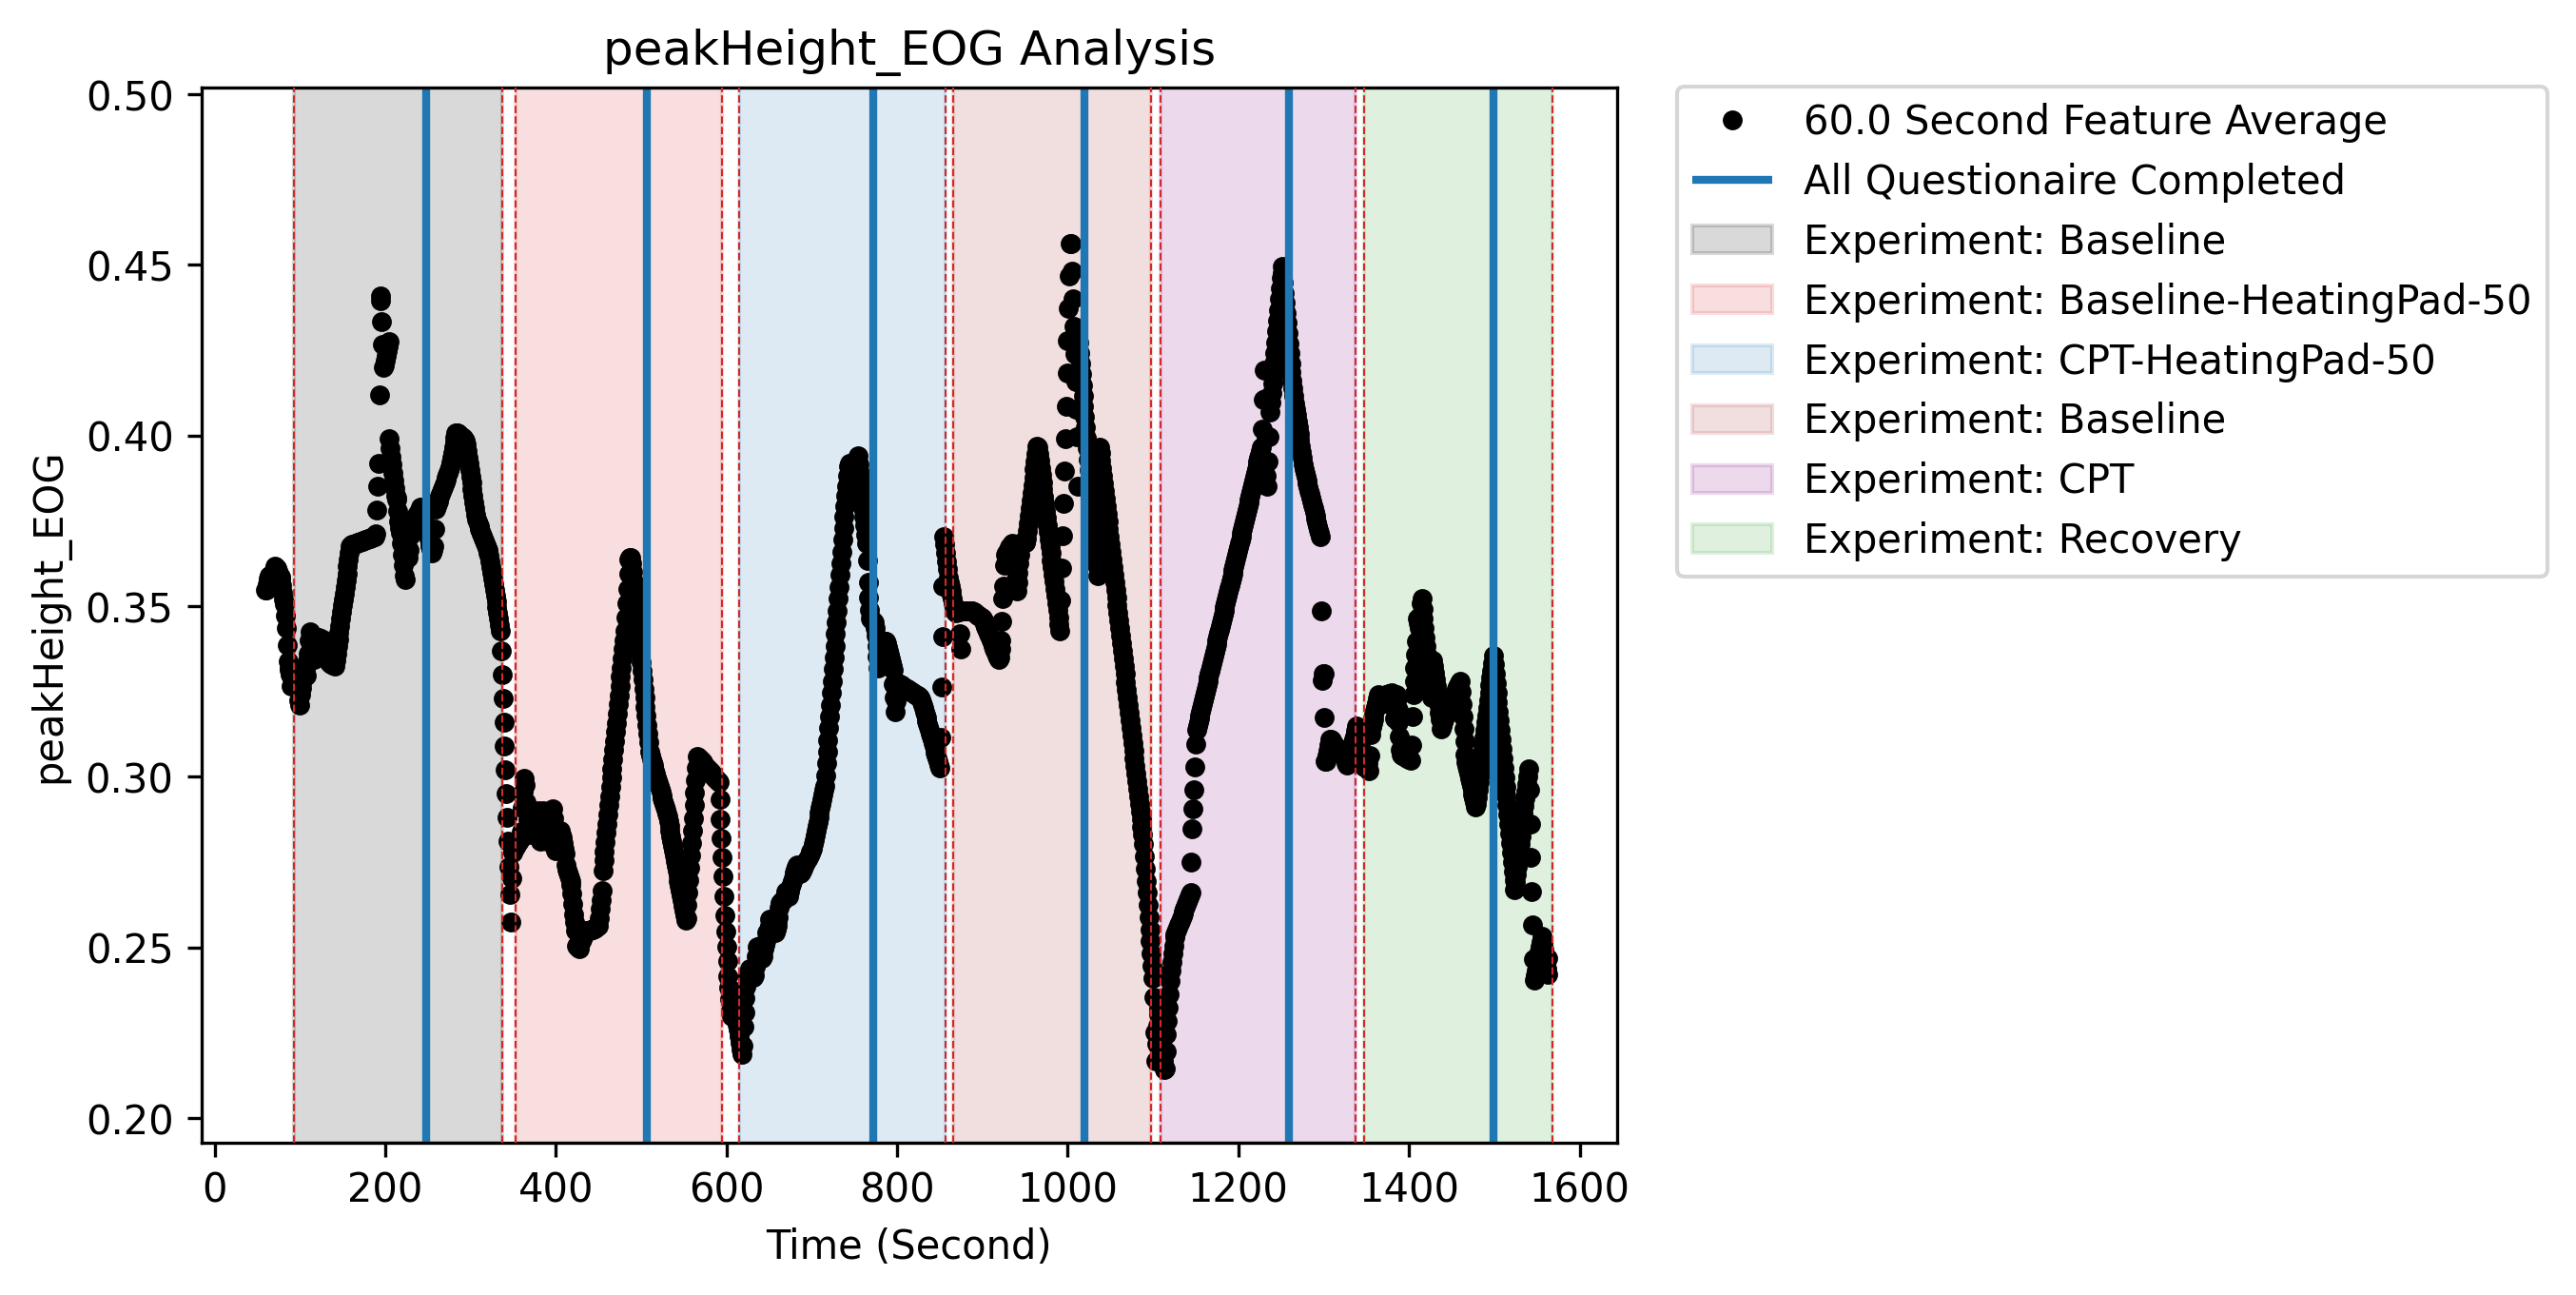 peakHeight_EOG Analysis
0.50
0.45
0.40
0.35
0.30
0.25
0.20
peakHeight_EOG
0 200 400 600 800 1000 1200 1400 1600
Time (Second)
60.0 Second Feature Average
All Questionaire Completed
Experiment: Baseline
Experiment: Baseline-HeatingPad-50
Experiment: CPT-HeatingPad-50
Experiment: Baseline
Experiment: CPT
Experiment: Recovery